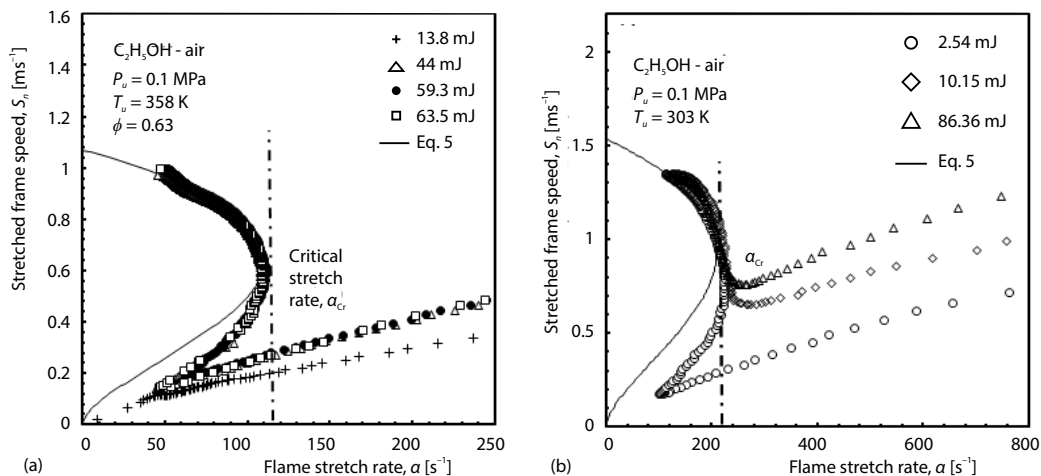 1.6
1.4
1.2
1
0.8
0.6
0.4
0.2
0
Stretched frame speed, Sn [ms⁻¹]
C₂H₅OH - air
Pᵤ = 0.1 MPa
Tᵤ = 358 K
ϕ = 0.63
+ 13.8 mJ
△ 44 mJ
● 59.3 mJ
□ 63.5 mJ
— Eq. 5
Critical
stretch
rate, αCr
0 50 100 150 200 250
Flame stretch rate, α [s⁻¹]
(a)
2
1.5
1
0.5
0
Stretched frame speed, Sn [ms⁻¹]
C₂H₅OH - air
Pᵤ = 0.1 MPa
Tᵤ = 303 K
○ 2.54 mJ
◇ 10.15 mJ
△ 86.36 mJ
— Eq. 5
αCr
0 200 400 600 800
Flame stretch rate, α [s⁻¹]
(b)